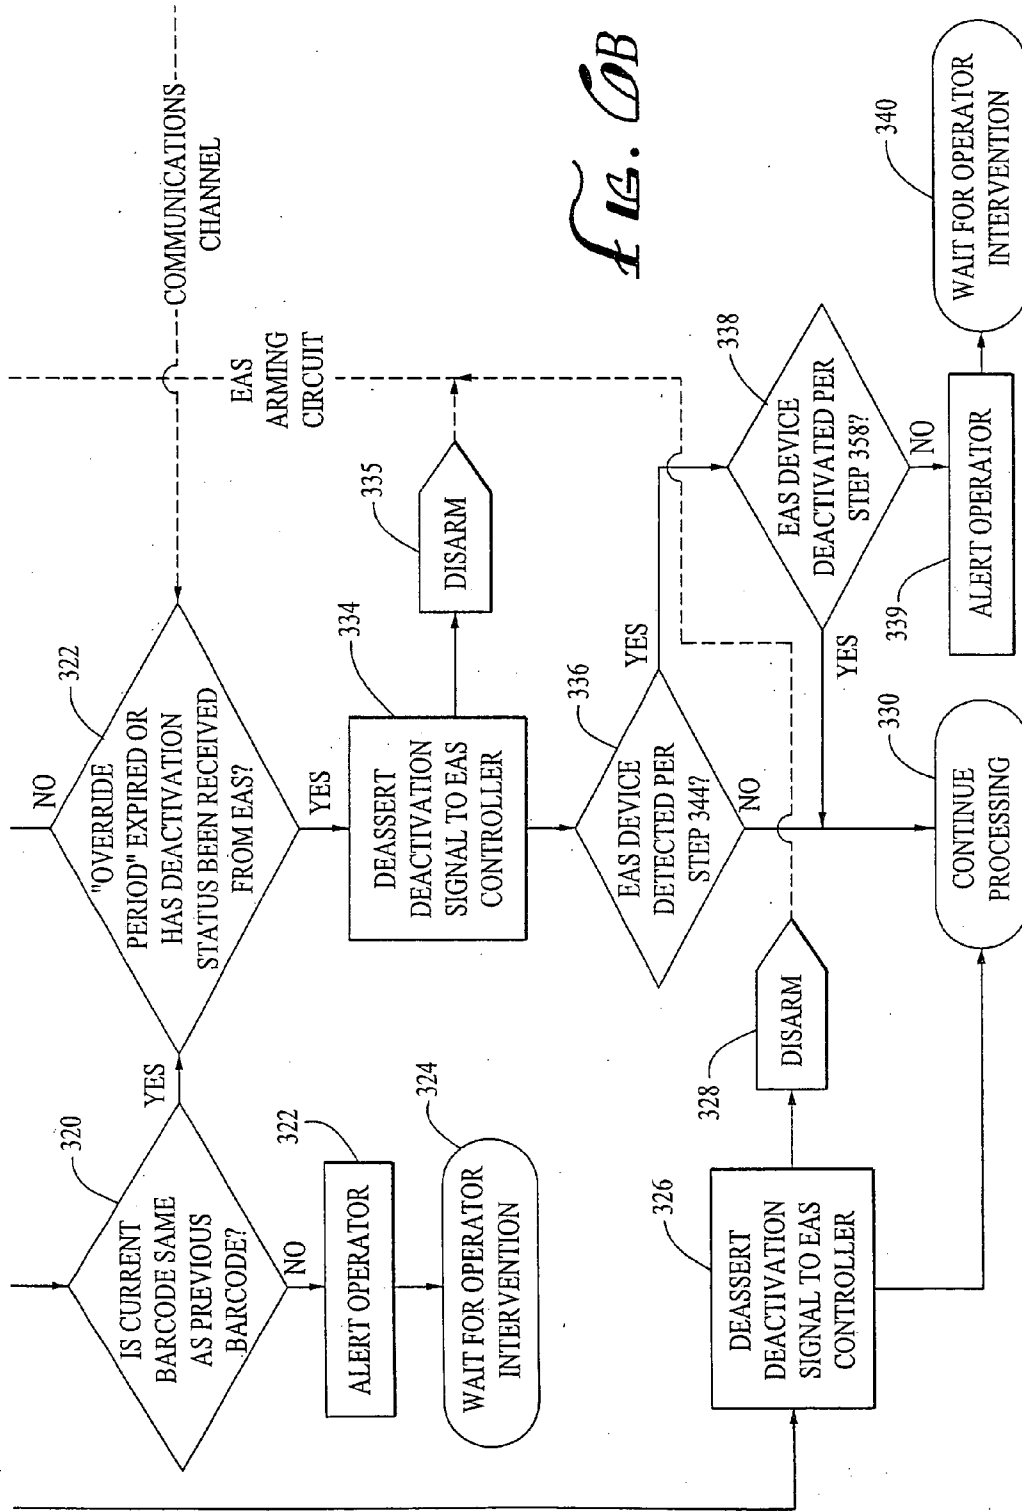 320
IS CURRENT
BARCODE SAME
AS PREVIOUS
BARCODE?
YES
NO
322
ALERT OPERATOR
324
WAIT FOR OPERATOR
INTERVENTION
322
NO
"OVERRIDE
PERIOD" EXPIRED OR
HAS DEACTIVATION
STATUS BEEN RECEIVED
FROM EAS?
YES
COMMUNICATIONS
CHANNEL
334
DEASSERT
DEACTIVATION
SIGNAL TO EAS
CONTROLLER
335
DISARM
EAS
ARMING
CIRCUIT
336
EAS DEVICE
DETECTED PER
STEP 344?
YES
NO
338
EAS DEVICE
DEACTIVATED PER
STEP 358?
YES
NO
339
ALERT OPERATOR
340
WAIT FOR OPERATOR
INTERVENTION
326
DEASSERT
DEACTIVATION
SIGNAL TO EAS
CONTROLLER
328
DISARM
330
CONTINUE
PROCESSING
FIG. 6B